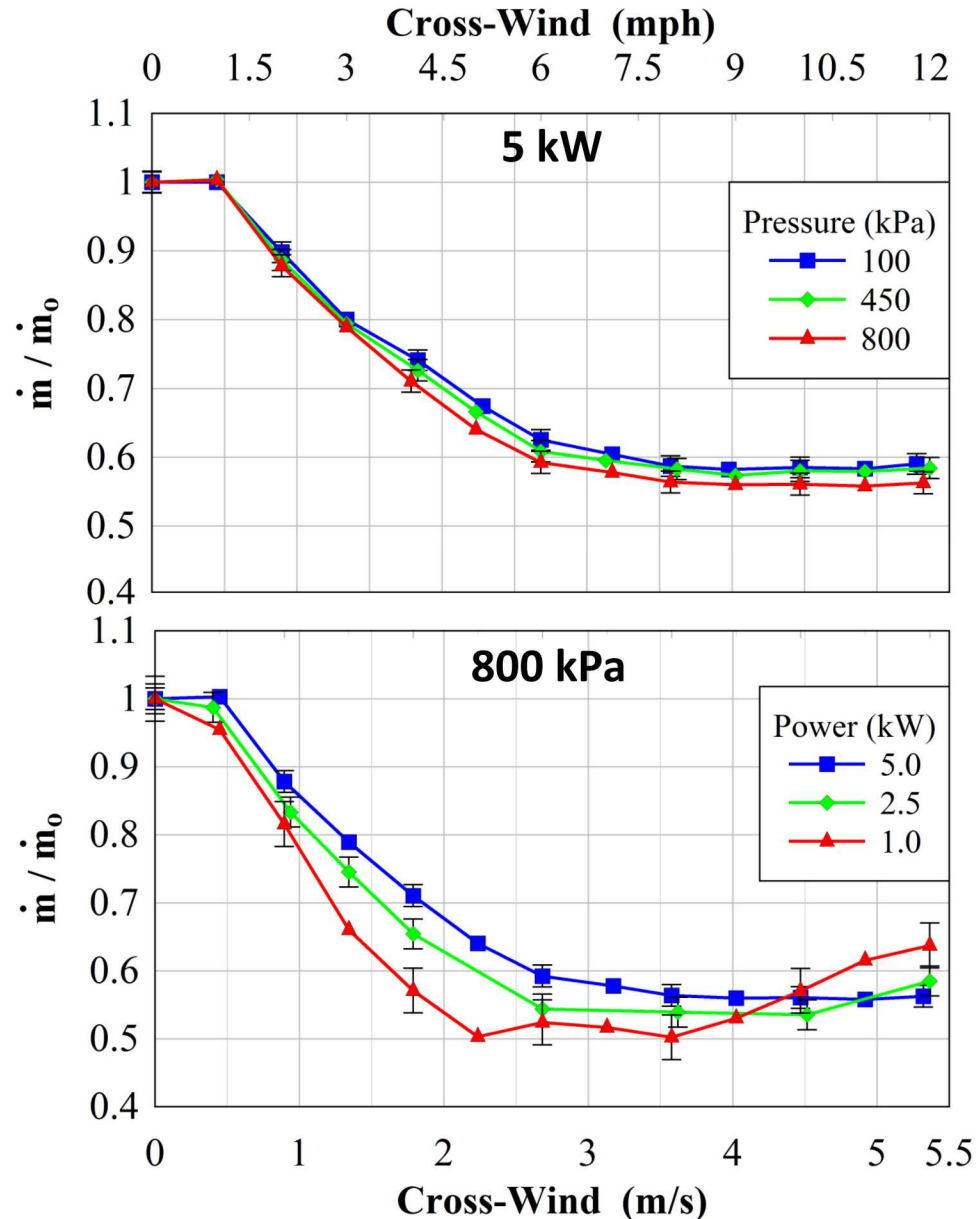 Cross-Wind (mph)
0 1.5 3 4.5 6 7.5 9 10.5 12
1.1
5 kW
1
Pressure (kPa)
0.9
100
450
0.8
800
ṁ / ṁₒ
0.7
0.6
0.5
0.4
1.1
800 kPa
1
Power (kW)
0.9
5.0
2.5
0.8
1.0
ṁ / ṁₒ
0.7
0.6
0.5
0.4
0 1 2 3 4 5 5.5
Cross-Wind (m/s)